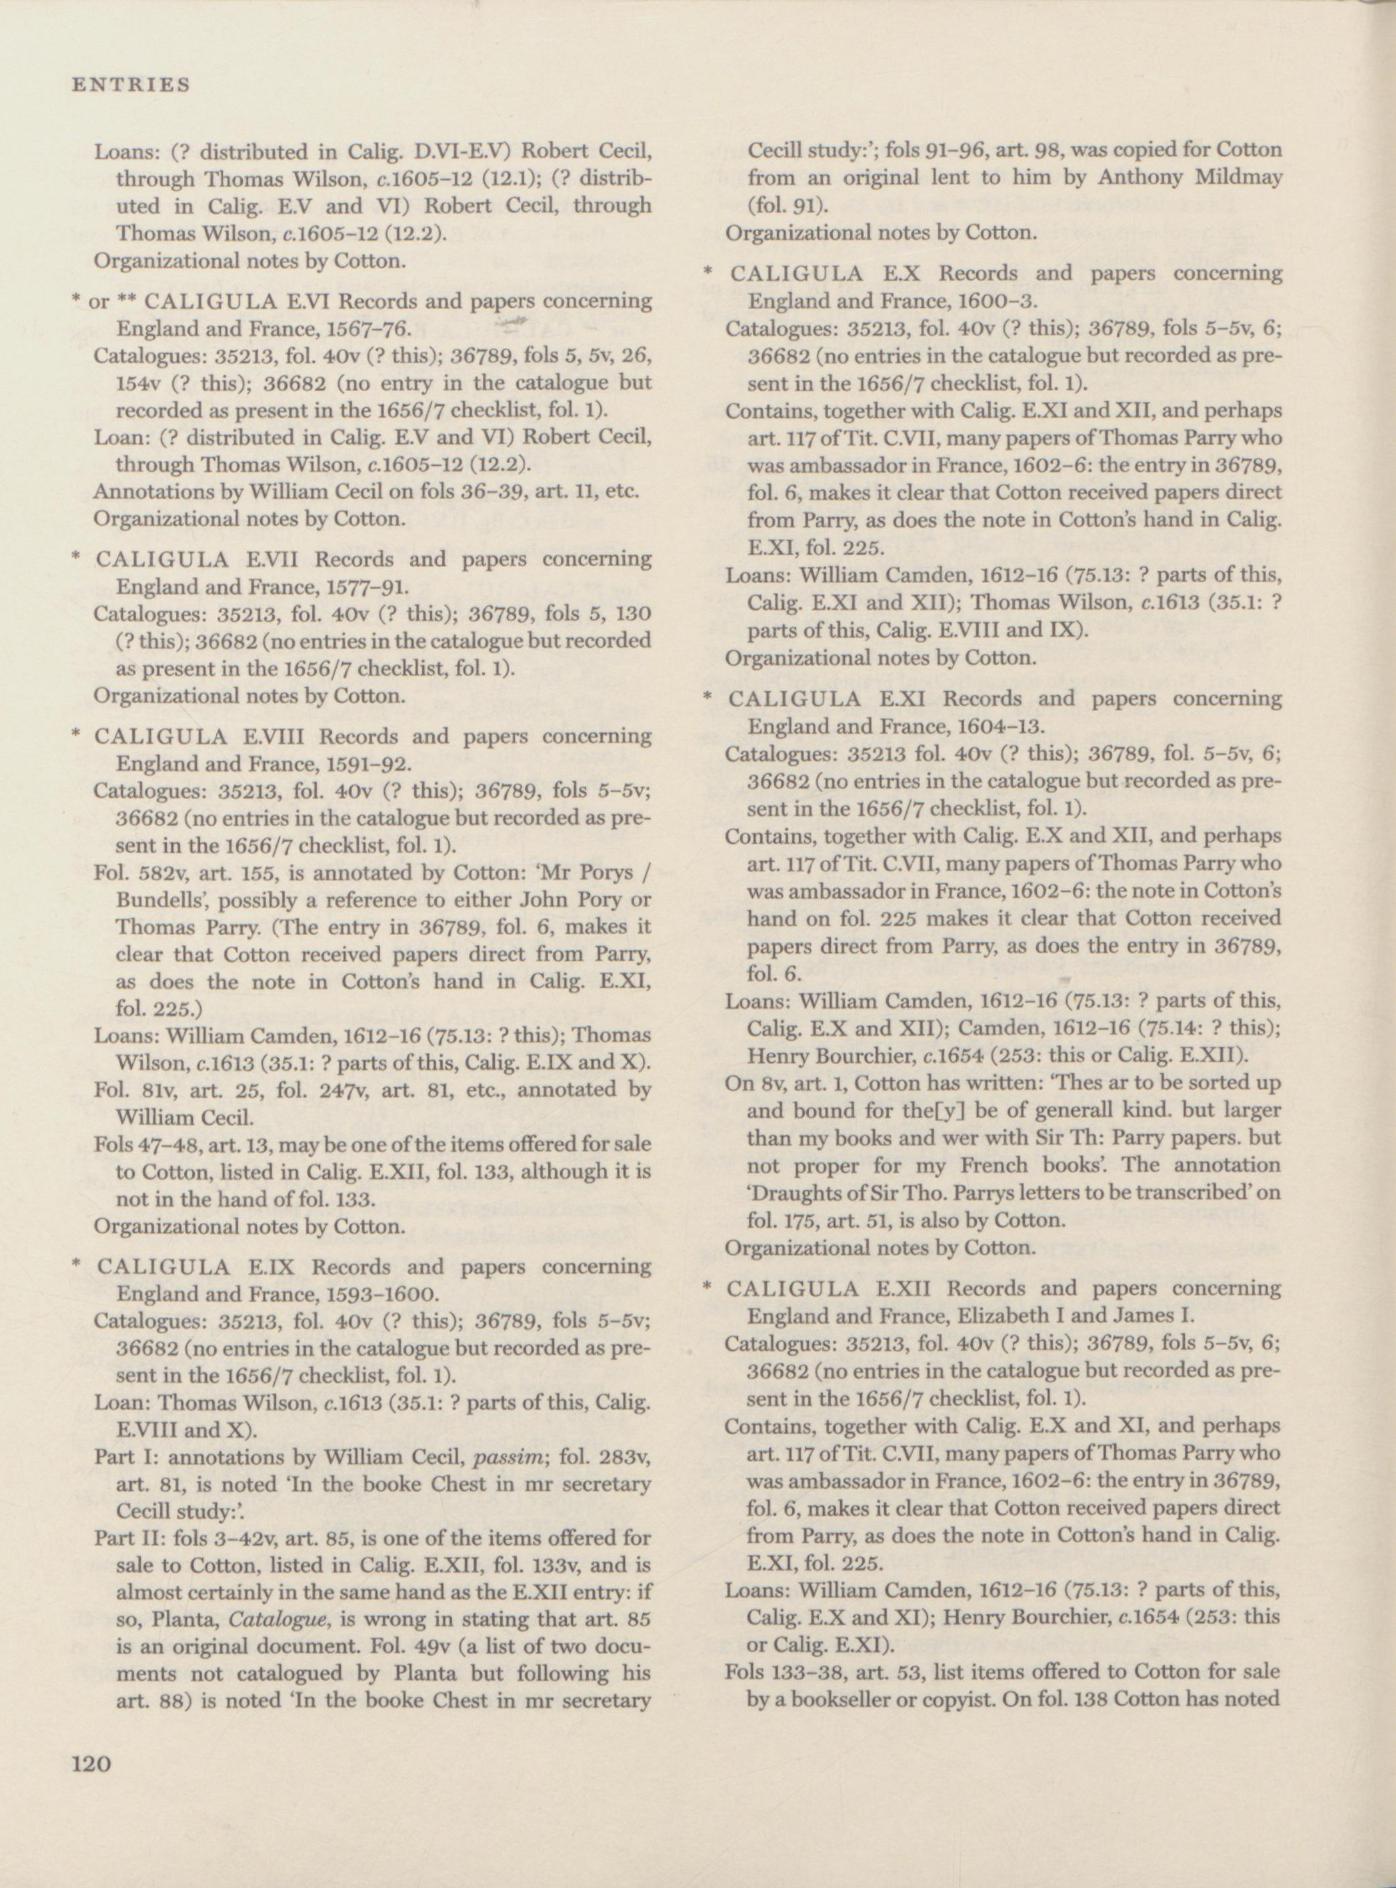 ENTRIES
Loans: (? distributed in Calig. D.VI-E.V) Robert Cecil,
through Thomas Wilson, c.1605–12 (12.1); (? distrib-
uted in Calig. E.V and VI) Robert Cecil, through
Thomas Wilson, c.1605–12 (12.2).
Organizational notes by Cotton.
* or ** CALIGULA E.VI Records and papers concerning
England and France, 1567–76.
Catalogues: 35213, fol. 40v (? this); 36789, fols 5, 5v, 26,
154v (? this); 36682 (no entry in the catalogue but
recorded as present in the 1656/7 checklist, fol. 1).
Loan: (? distributed in Calig. E.V and VI) Robert Cecil,
through Thomas Wilson, c.1605–12 (12.2).
Annotations by William Cecil on fols 36–39, art. 11, etc.
Organizational notes by Cotton.
* CALIGULA E.VII Records and papers concerning
England and France, 1577–91.
Catalogues: 35213, fol. 40v (? this); 36789, fols 5, 130
(? this); 36682 (no entries in the catalogue but recorded
as present in the 1656/7 checklist, fol. 1).
Organizational notes by Cotton.
* CALIGULA E.VIII Records and papers concerning
England and France, 1591–92.
Catalogues: 35213, fol. 40v (? this); 36789, fols 5–5v;
36682 (no entries in the catalogue but recorded as pre-
sent in the 1656/7 checklist, fol. 1).
Fol. 582v, art. 155, is annotated by Cotton: ‘Mr Porys /
Bundells’, possibly a reference to either John Pory or
Thomas Parry. (The entry in 36789, fol. 6, makes it
clear that Cotton received papers direct from Parry,
as does the note in Cotton’s hand in Calig. E.XI,
fol. 225.)
Loans: William Camden, 1612–16 (75.13: ? this); Thomas
Wilson, c.1613 (35.1: ? parts of this, Calig. E.IX and X).
Fol. 81v, art. 25, fol. 247v, art. 81, etc., annotated by
William Cecil.
Fols 47–48, art. 13, may be one of the items offered for sale
to Cotton, listed in Calig. E.XII, fol. 133, although it is
not in the hand of fol. 133.
Organizational notes by Cotton.
* CALIGULA E.IX Records and papers concerning
England and France, 1593–1600.
Catalogues: 35213, fol. 40v (? this); 36789, fols 5–5v;
36682 (no entries in the catalogue but recorded as pre-
sent in the 1656/7 checklist, fol. 1).
Loan: Thomas Wilson, c.1613 (35.1: ? parts of this, Calig.
E.VIII and X).
Part I: annotations by William Cecil, passim; fol. 283v,
art. 81, is noted ‘In the booke Chest in mr secretary
Cecill study:’.
Part II: fols 3–42v, art. 85, is one of the items offered for
sale to Cotton, listed in Calig. E.XII, fol. 133v, and is
almost certainly in the same hand as the E.XII entry: if
so, Planta, Catalogue, is wrong in stating that art. 85
is an original document. Fol. 49v (a list of two docu-
ments not catalogued by Planta but following his
art. 88) is noted ‘In the booke Chest in mr secretary
Cecill study:’; fols 91–96, art. 98, was copied for Cotton
from an original lent to him by Anthony Mildmay
(fol. 91).
Organizational notes by Cotton.
* CALIGULA E.X Records and papers concerning
England and France, 1600–3.
Catalogues: 35213, fol. 40v (? this); 36789, fols 5–5v, 6;
36682 (no entries in the catalogue but recorded as pre-
sent in the 1656/7 checklist, fol. 1).
Contains, together with Calig. E.XI and XII, and perhaps
art. 117 of Tit. C.VII, many papers of Thomas Parry who
was ambassador in France, 1602–6: the entry in 36789,
fol. 6, makes it clear that Cotton received papers direct
from Parry, as does the note in Cotton’s hand in Calig.
E.XI, fol. 225.
Loans: William Camden, 1612–16 (75.13: ? parts of this,
Calig. E.XI and XII); Thomas Wilson, c.1613 (35.1: ?
parts of this, Calig. E.VIII and IX).
Organizational notes by Cotton.
* CALIGULA E.XI Records and papers concerning
England and France, 1604–13.
Catalogues: 35213 fol. 40v (? this); 36789, fol. 5–5v, 6;
36682 (no entries in the catalogue but recorded as pre-
sent in the 1656/7 checklist, fol. 1).
Contains, together with Calig. E.X and XII, and perhaps
art. 117 of Tit. C.VII, many papers of Thomas Parry who
was ambassador in France, 1602–6: the note in Cotton’s
hand on fol. 225 makes it clear that Cotton received
papers direct from Parry, as does the entry in 36789,
fol. 6.
Loans: William Camden, 1612–16 (75.13: ? parts of this,
Calig. E.X and XII); Camden, 1612–16 (75.14: ? this);
Henry Bourchier, c.1654 (253: this or Calig. E.XII).
On 8v, art. 1, Cotton has written: ‘Thes ar to be sorted up
and bound for the[y] be of generall kind. but larger
than my books and wer with Sir Th: Parry papers. but
not proper for my French books’. The annotation
‘Draughts of Sir Tho. Parrys letters to be transcribed’ on
fol. 175, art. 51, is also by Cotton.
Organizational notes by Cotton.
* CALIGULA E.XII Records and papers concerning
England and France, Elizabeth I and James I.
Catalogues: 35213, fol. 40v (? this); 36789, fols 5–5v, 6;
36682 (no entries in the catalogue but recorded as pre-
sent in the 1656/7 checklist, fol. 1).
Contains, together with Calig. E.X and XI, and perhaps
art. 117 of Tit. C.VII, many papers of Thomas Parry who
was ambassador in France, 1602–6: the entry in 36789,
fol. 6, makes it clear that Cotton received papers direct
from Parry, as does the note in Cotton’s hand in Calig.
E.XI, fol. 225.
Loans: William Camden, 1612–16 (75.13: ? parts of this,
Calig. E.X and XI); Henry Bourchier, c.1654 (253: this
or Calig. E.XI).
Fols 133–38, art. 53, list items offered to Cotton for sale
by a bookseller or copyist. On fol. 138 Cotton has noted
120